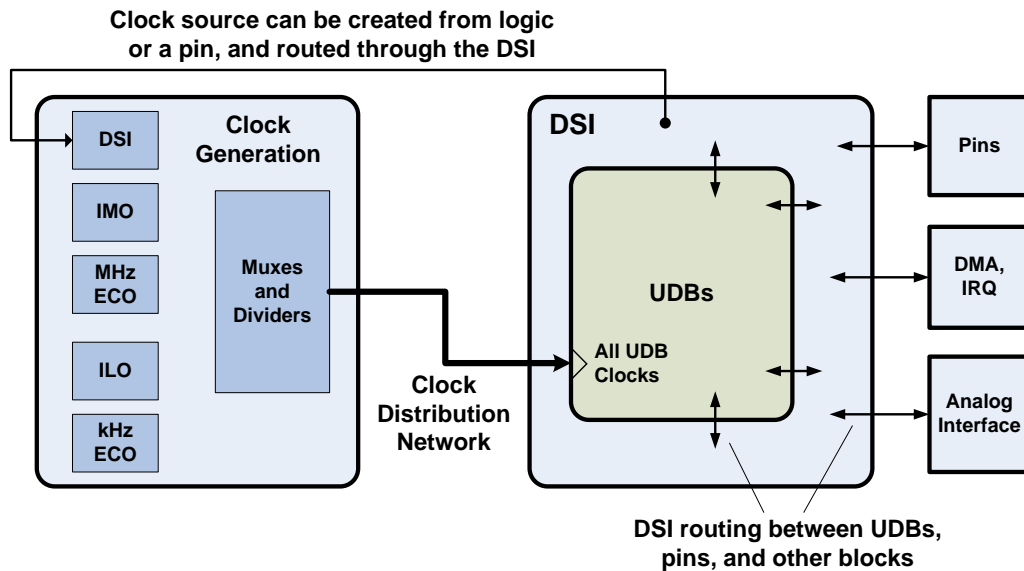 Clock source can be created from logic
or a pin, and routed through the DSI
DSI
Clock
Generation
IMO
MHz
ECO
ILO
kHz
ECO
Muxes
and
Dividers
Clock
Distribution
Network
DSI
UDBs
All UDB
Clocks
Pins
DMA,
IRQ
Analog
Interface
DSI routing between UDBs,
pins, and other blocks